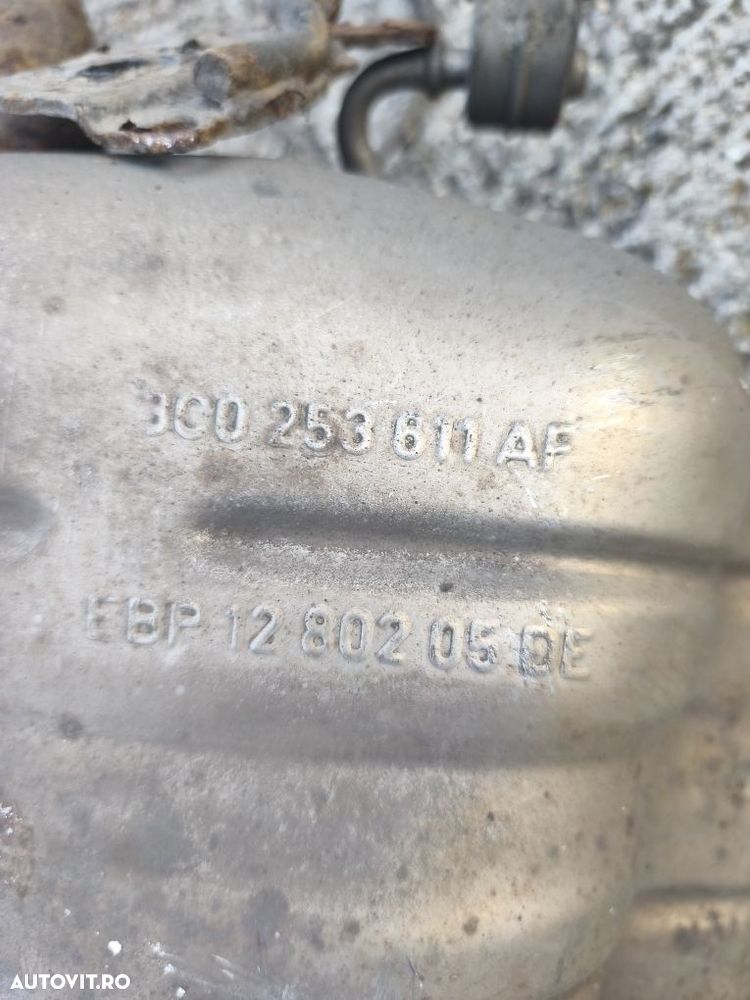 3C0 253 611 AF
EBP 12 802 05 DE
AUTOVIT.RO